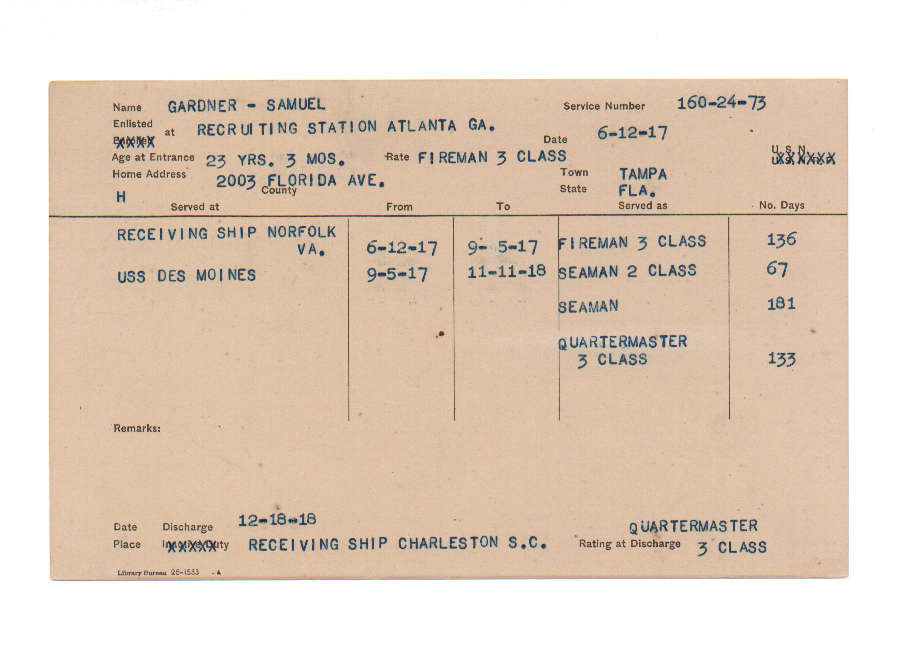 Name GARDNER - SAMUEL Service Number 160-24-73
Enlisted at RECRUITING STATION ATLANTA GA. Date 6-12-17
Age at Entrance 23 YRS. 3 MOS. Rate FIREMAN 3 CLASS U.S.N.
Home Address 2003 FLORIDA AVE. Town TAMPA
H County State FLA.
Served at From To Served as No. Days
RECEIVING SHIP NORFOLK
VA. 6-12-17 9- 5-17 FIREMAN 3 CLASS 136
USS DES MOINES 9-5-17 11-11-18 SEAMAN 2 CLASS 67
SEAMAN 181
QUARTERMASTER
3 CLASS 133
Remarks:
Date Discharge 12-18-18 QUARTERMASTER
Place RECEIVING SHIP CHARLESTON S.C. Rating at Discharge 3 CLASS
Library Bureau 26-1533 -A